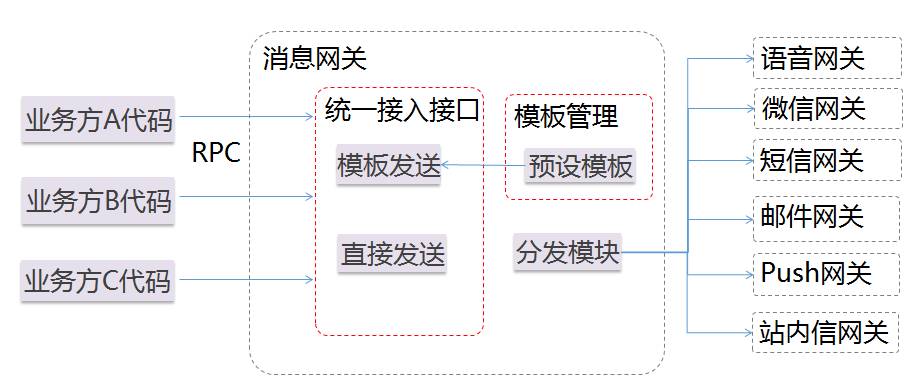 消息网关
业务方A代码
业务方B代码
业务方C代码
RPC
统一接入接口
模板发送
直接发送
模板管理
预设模板
分发模块
语音网关
微信网关
短信网关
邮件网关
Push网关
站内信网关